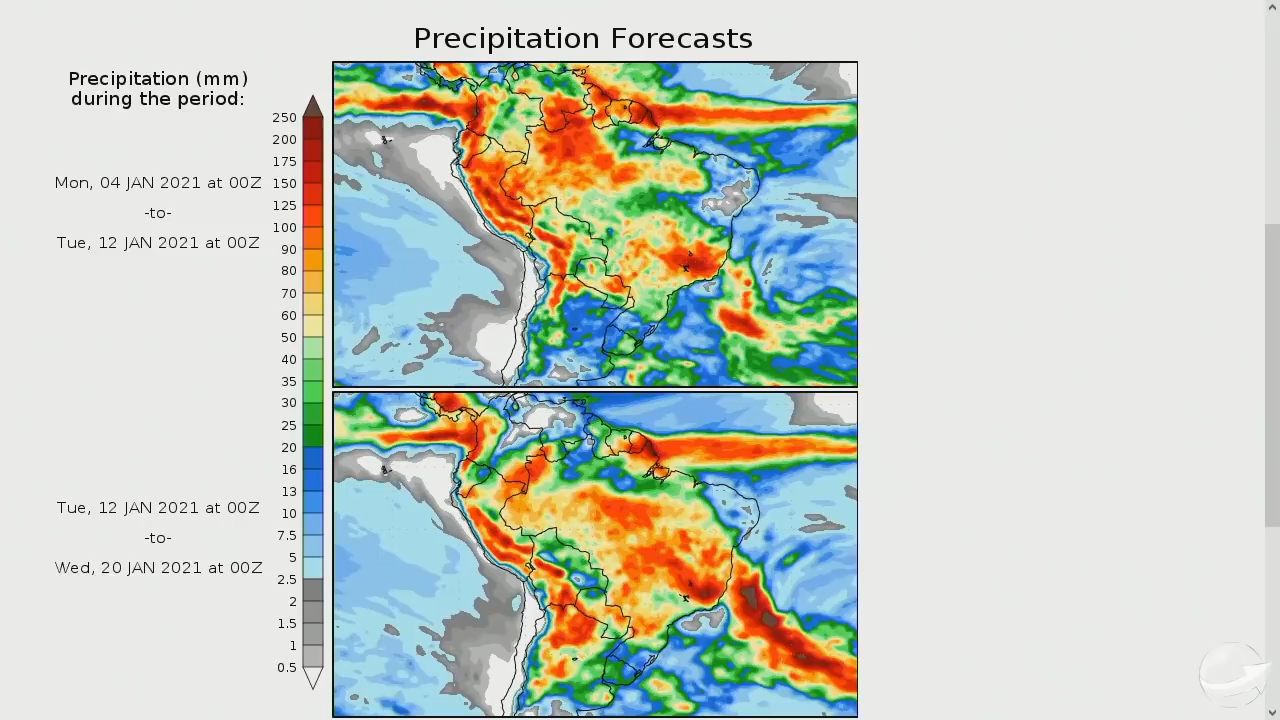 Precipitation Forecasts
Precipitation (mm)
during the period:
250
200
175
150
125
100
90
80
70
60
50
40
35
30
25
20
16
13
10
7.5
5
2.5
2
1.5
1
0.5
Mon, 04 JAN 2021 at 00Z
-to-
Tue, 12 JAN 2021 at 00Z
Tue, 12 JAN 2021 at 00Z
-to-
Wed, 20 JAN 2021 at 00Z